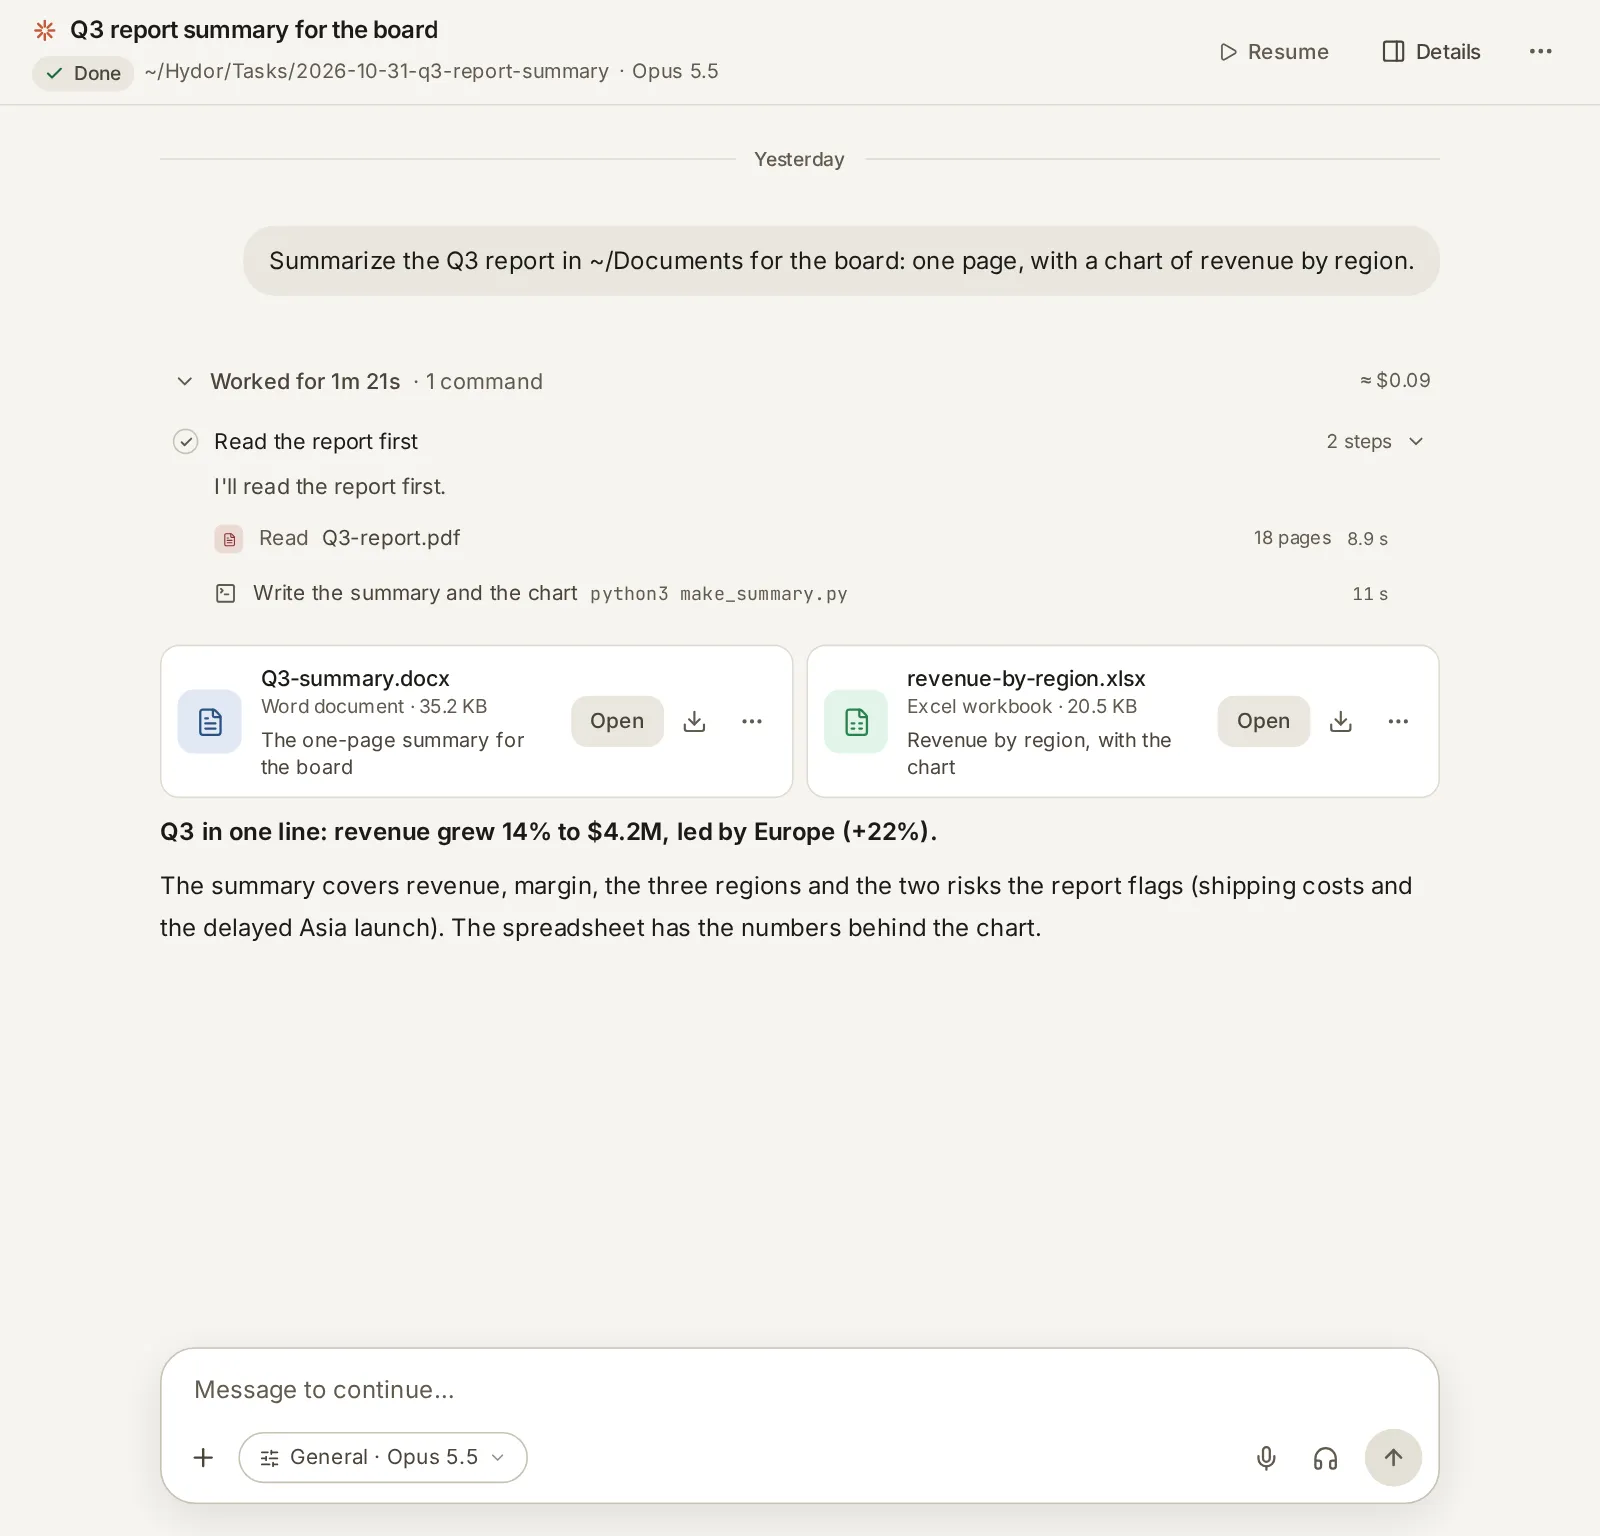 Q3 report summary for the board
Done ~/Hydor/Tasks/2026-10-31-q3-report-summary · Opus 5.5
Resume
Details
Yesterday
Summarize the Q3 report in ~/Documents for the board: one page, with a chart of revenue by region.
Worked for 1m 21s · 1 command ≈ $0.09
Read the report first 2 steps
I'll read the report first.
Read Q3-report.pdf 18 pages 8.9 s
Write the summary and the chart python3 make_summary.py 11 s
Q3-summary.docx
Word document · 35.2 KB
The one-page summary for
the board
Open
revenue-by-region.xlsx
Excel workbook · 20.5 KB
Revenue by region, with the
chart
Open
Q3 in one line: revenue grew 14% to $4.2M, led by Europe (+22%).
The summary covers revenue, margin, the three regions and the two risks the report flags (shipping costs and
the delayed Asia launch). The spreadsheet has the numbers behind the chart.
Message to continue...
General · Opus 5.5